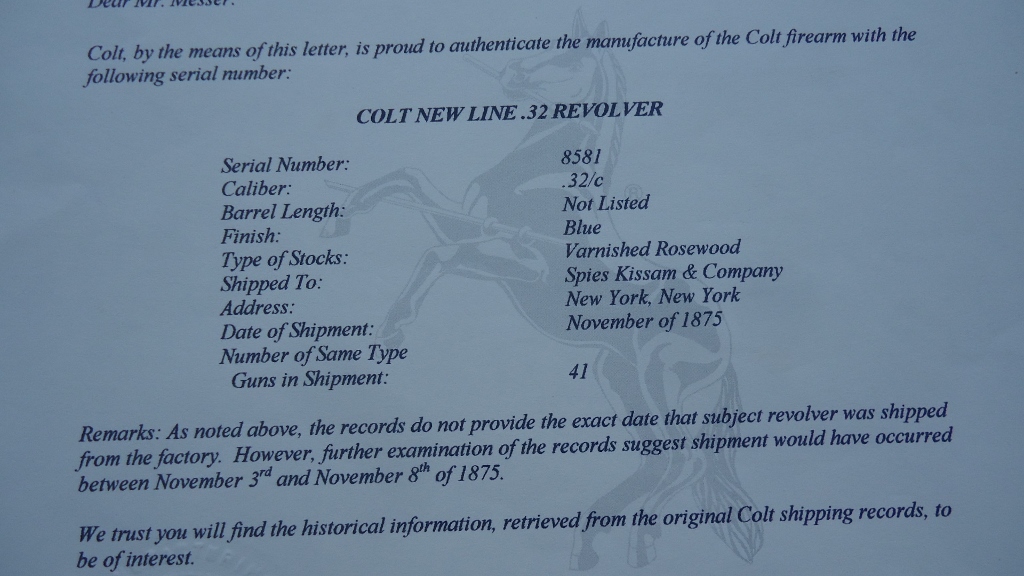 Dear Mr. Messer:
Colt, by the means of this letter, is proud to authenticate the manufacture of the Colt firearm with the
following serial number:
COLT NEW LINE .32 REVOLVER
Serial Number: 8581
Caliber: .32/c
Barrel Length: Not Listed
Finish: Blue
Type of Stocks: Varnished Rosewood
Shipped To: Spies Kissam & Company
Address: New York, New York
Date of Shipment: November of 1875
Number of Same Type
Guns in Shipment: 41
Remarks: As noted above, the records do not provide the exact date that subject revolver was shipped
from the factory. However, further examination of the records suggest shipment would have occurred
between November 3rd and November 8th of 1875.
We trust you will find the historical information, retrieved from the original Colt shipping records, to
be of interest.